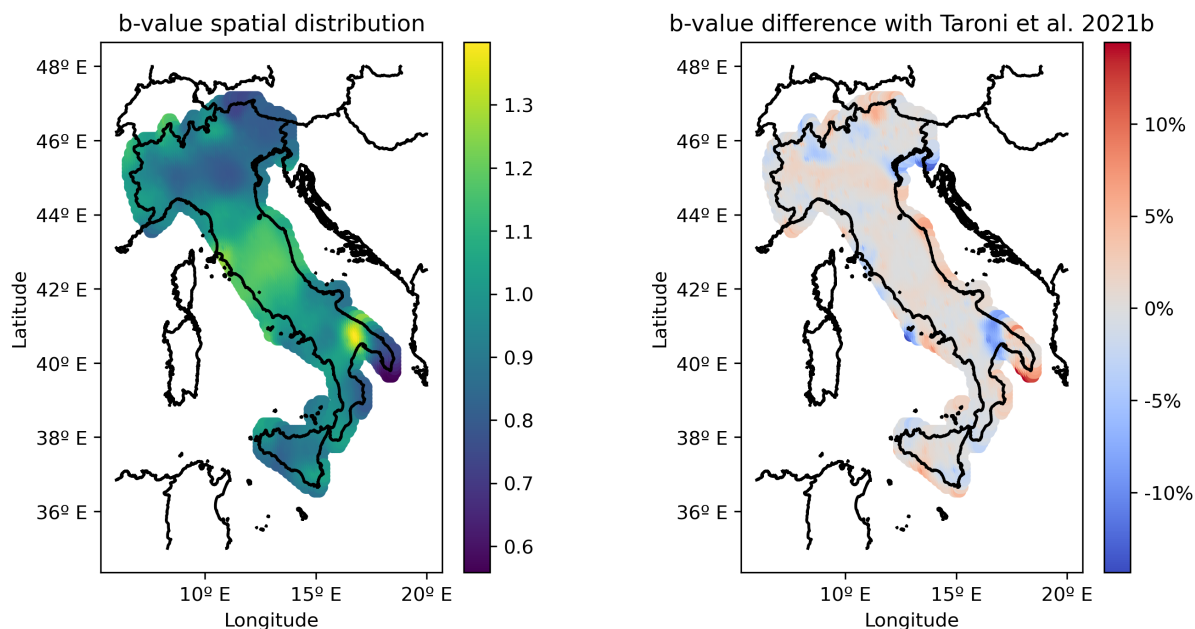 b-value spatial distribution
48º E
46º E
44º E
42º E
40º E
38º E
36º E
Latitude
10º E
15º E
20º E
Longitude
1.3
1.2
1.1
1.0
0.9
0.8
0.7
0.6
b-value difference with Taroni et al. 2021b
48º E
46º E
44º E
42º E
40º E
38º E
36º E
Latitude
10º E
15º E
20º E
Longitude
10%
5%
0%
-5%
-10%